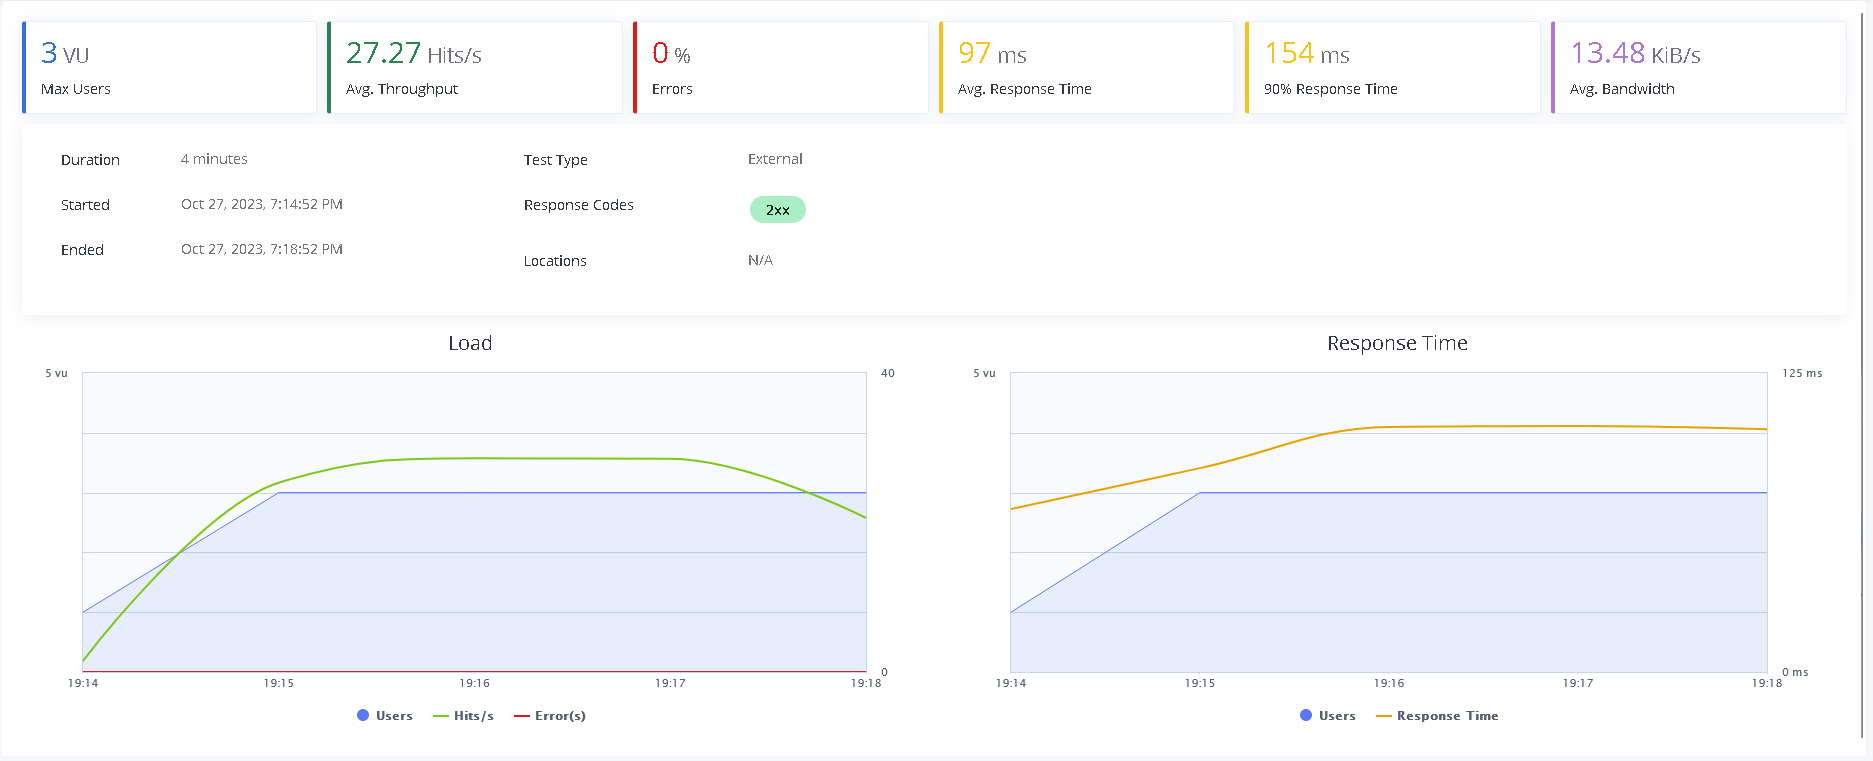 3 VU
Max Users
27.27 Hits/s
Avg. Throughput
0 %
Errors
97 ms
Avg. Response Time
154 ms
90% Response Time
13.48 KiB/s
Avg. Bandwidth
Duration 4 minutes
Started Oct 27, 2023, 7:14:52 PM
Ended Oct 27, 2023, 7:18:52 PM
Test Type External
Response Codes 2xx
Locations N/A
Load
5 vu 40
0
19:14 19:15 19:16 19:17 19:18
Users Hits/s Error(s)
Response Time
5 vu 125 ms
0 ms
19:14 19:15 19:16 19:17 19:18
Users Response Time